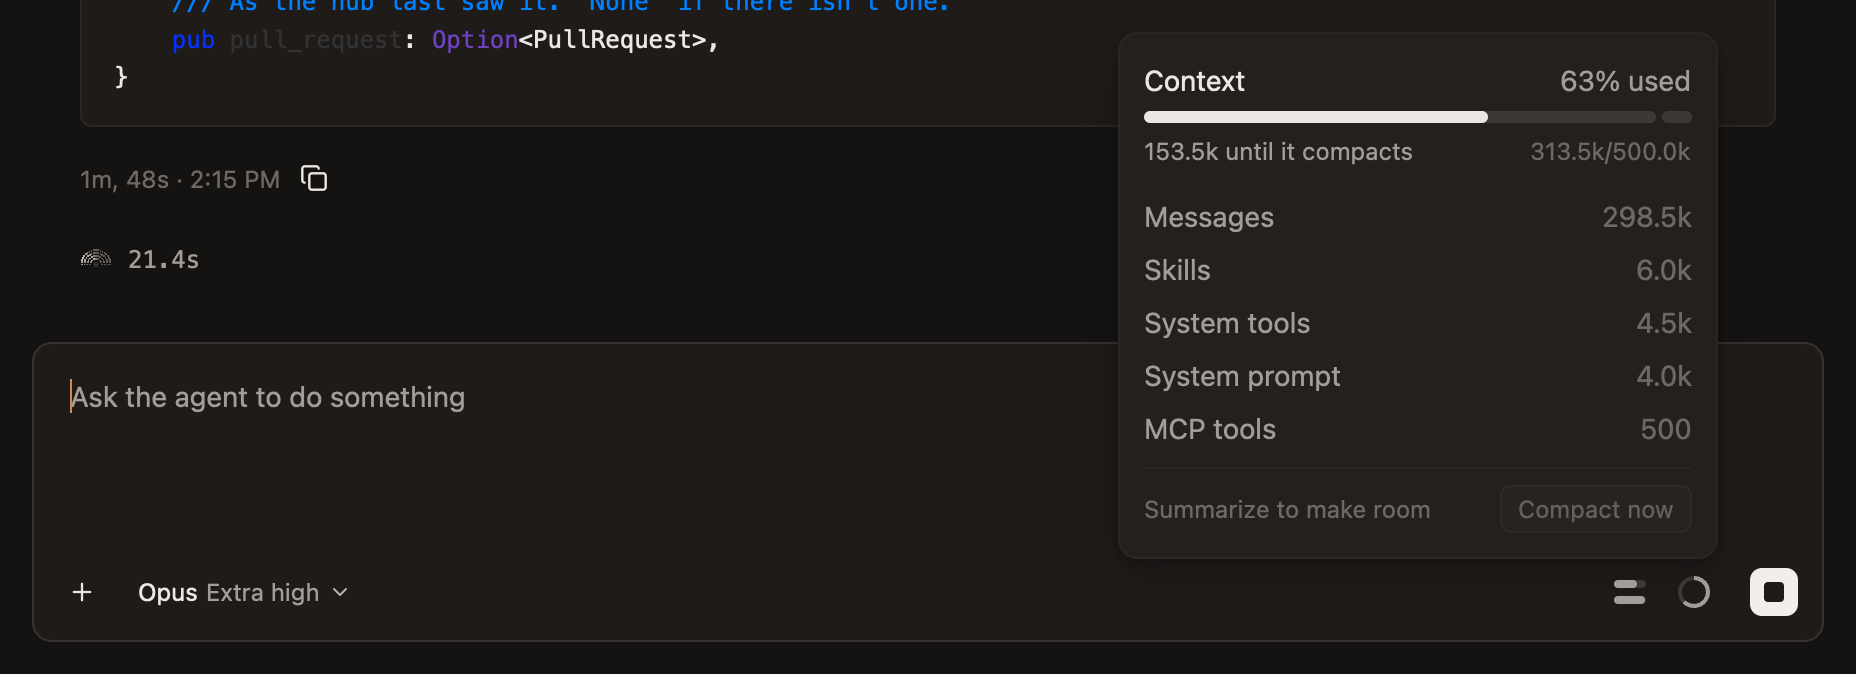 /// As the hub last saw it. `None` if there isn't one.
pub pull_request: Option<PullRequest>,
}
1m, 48s · 2:15 PM
21.4s
Context 63% used
153.5k until it compacts 313.5k/500.0k
Messages 298.5k
Skills 6.0k
System tools 4.5k
System prompt 4.0k
MCP tools 500
Summarize to make room Compact now
Ask the agent to do something
+ Opus Extra high